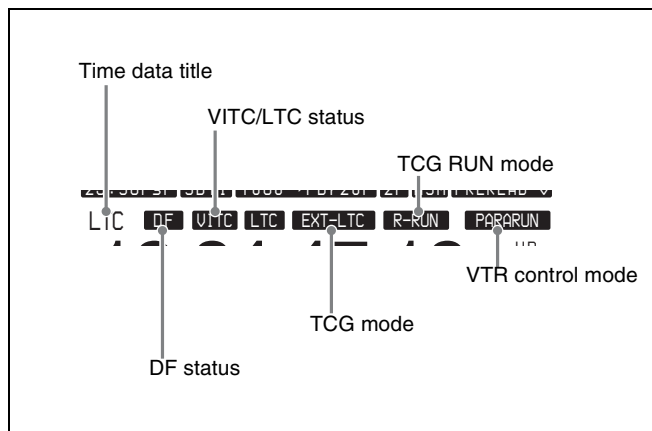 Time data title
VITC/LTC status
TCG RUN mode
LTC DF VITC LTC EXT-LTC R-RUN PARARUN
VTR control mode
TCG mode
DF status